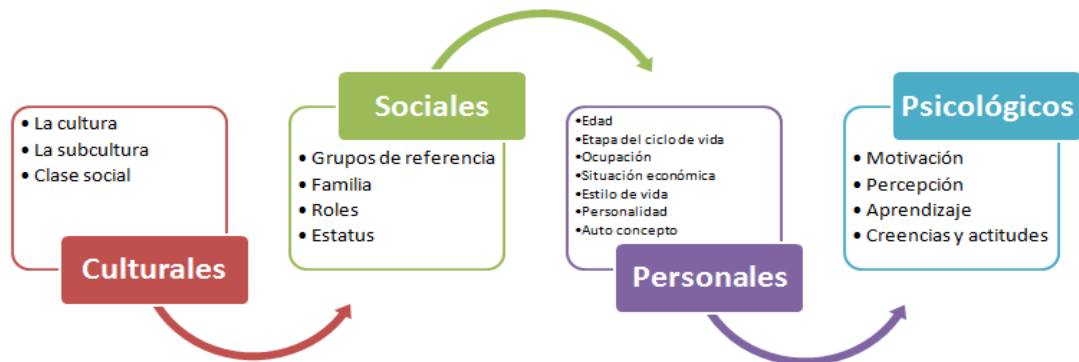 • La cultura
• La subcultura
• Clase social
Culturales
Sociales
• Grupos de referencia
• Familia
• Roles
• Estatus
•Edad
•Etapa del ciclo de vida
•Ocupación
•Situación económica
•Estilo de vida
•Personalidad
•Auto concepto
Personales
Psicológicos
• Motivación
• Percepción
• Aprendizaje
• Creencias y actitudes